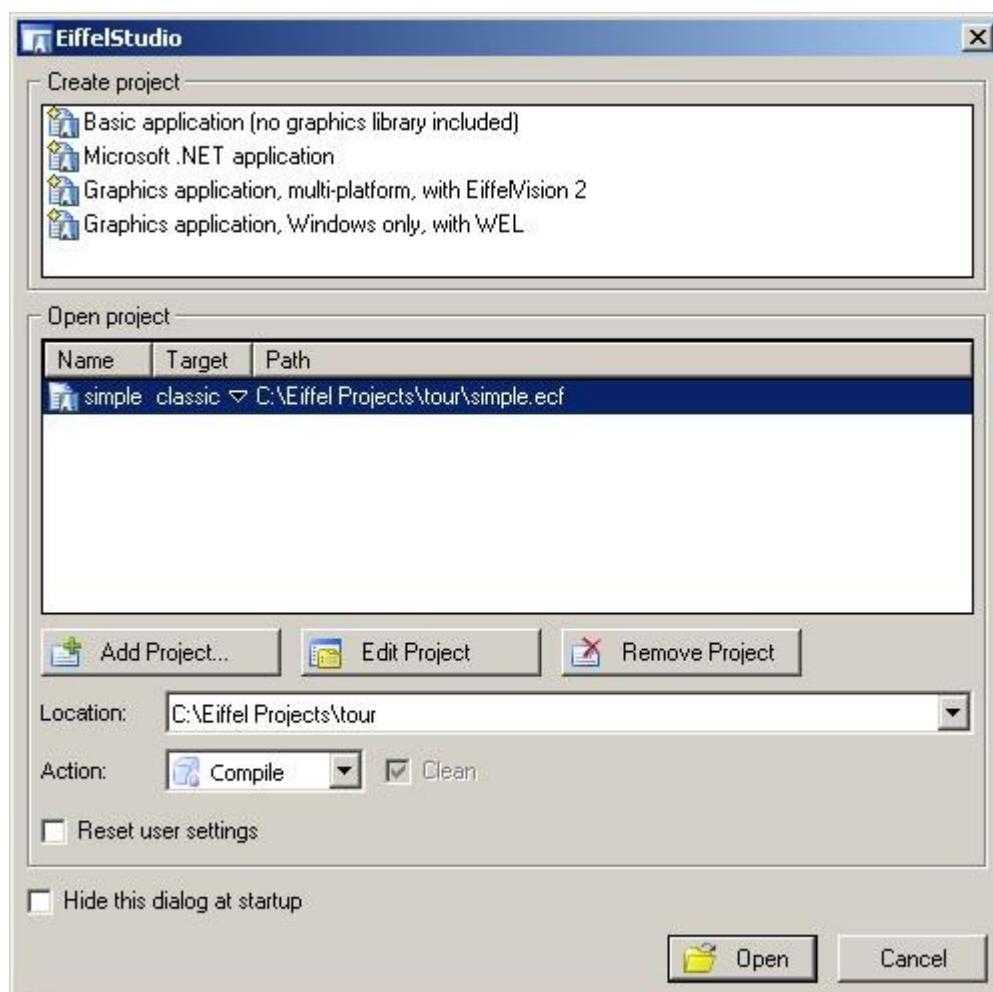 EiffelStudio
Create project
Basic application (no graphics library included)
Microsoft .NET application
Graphics application, multi-platform, with EiffelVision 2
Graphics application, Windows only, with WEL
Open project
Name Target Path
simple classic C:\Eiffel Projects\tour\simple.ecf
Add Project... Edit Project Remove Project
Location: C:\Eiffel Projects\tour
Action: Compile Clean
Reset user settings
Hide this dialog at startup
Open Cancel